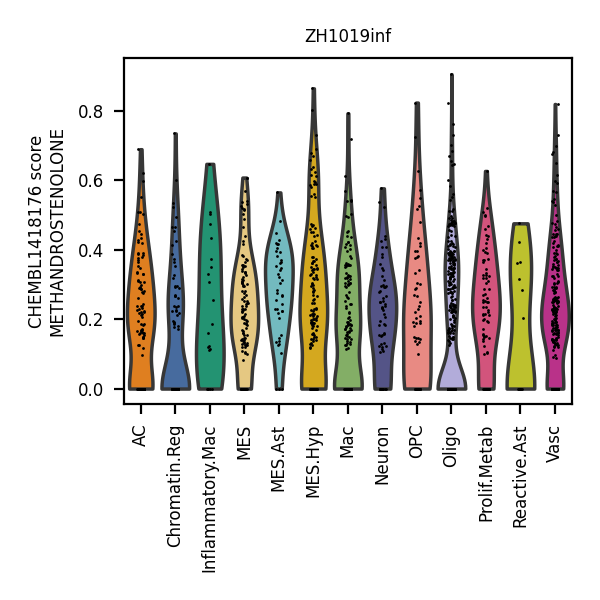 ZH1019inf
CHEMBL1418176 score
METHANDROSTENOLONE
0.8
0.6
0.4
0.2
0.0
AC
Chromatin.Reg
Inflammatory.Mac
MES
MES.Ast
MES.Hyp
Mac
Neuron
OPC
Oligo
Prolif.Metab
Reactive.Ast
Vasc